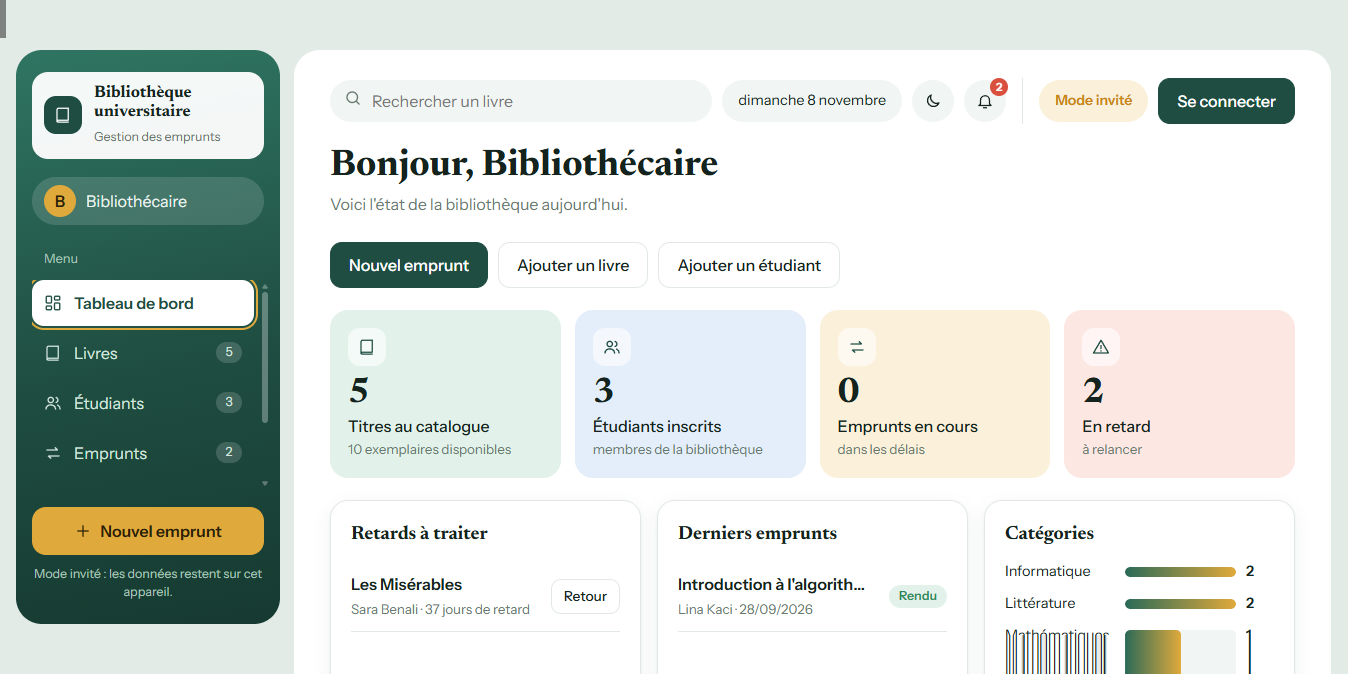 Bibliothèque
universitaire
Gestion des emprunts
B Bibliothécaire
Menu
Tableau de bord
Livres 5
Étudiants 3
Emprunts 2
+ Nouvel emprunt
Mode invité : les données restent sur cet
appareil.
Rechercher un livre
dimanche 8 novembre
2
Mode invité
Se connecter
Bonjour, Bibliothécaire
Voici l'état de la bibliothèque aujourd'hui.
Nouvel emprunt
Ajouter un livre
Ajouter un étudiant
5
Titres au catalogue
10 exemplaires disponibles
3
Étudiants inscrits
membres de la bibliothèque
0
Emprunts en cours
dans les délais
2
En retard
à relancer
Retards à traiter
Les Misérables
Sara Benali · 37 jours de retard
Retour
Derniers emprunts
Introduction à l'algorith...
Lina Kaci · 28/09/2026
Rendu
Catégories
Informatique 2
Littérature 2
Mathématiques 1